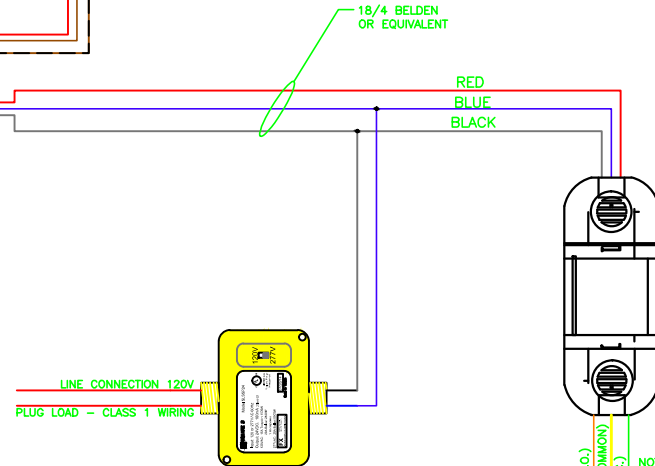 18/4 BELDEN
OR EQUIVALENT
RED
BLUE
BLACK
120V
277V
LINE CONNECTION 120V
PLUG LOAD - CLASS 1 WIRING